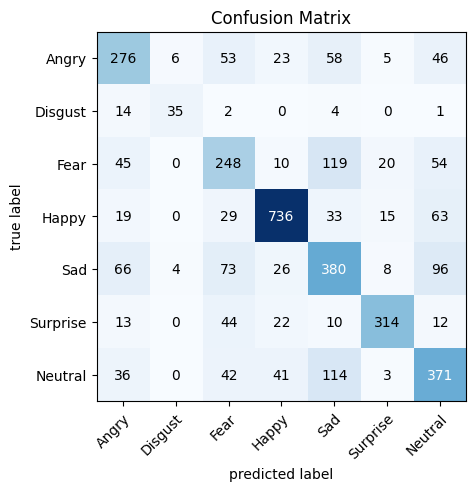 Confusion Matrix
true label
Angry 276 6 53 23 58 5 46
Disgust 14 35 2 0 4 0 1
Fear 45 0 248 10 119 20 54
Happy 19 0 29 736 33 15 63
Sad 66 4 73 26 380 8 96
Surprise 13 0 44 22 10 314 12
Neutral 36 0 42 41 114 3 371
Angry Disgust Fear Happy Sad Surprise Neutral
predicted label